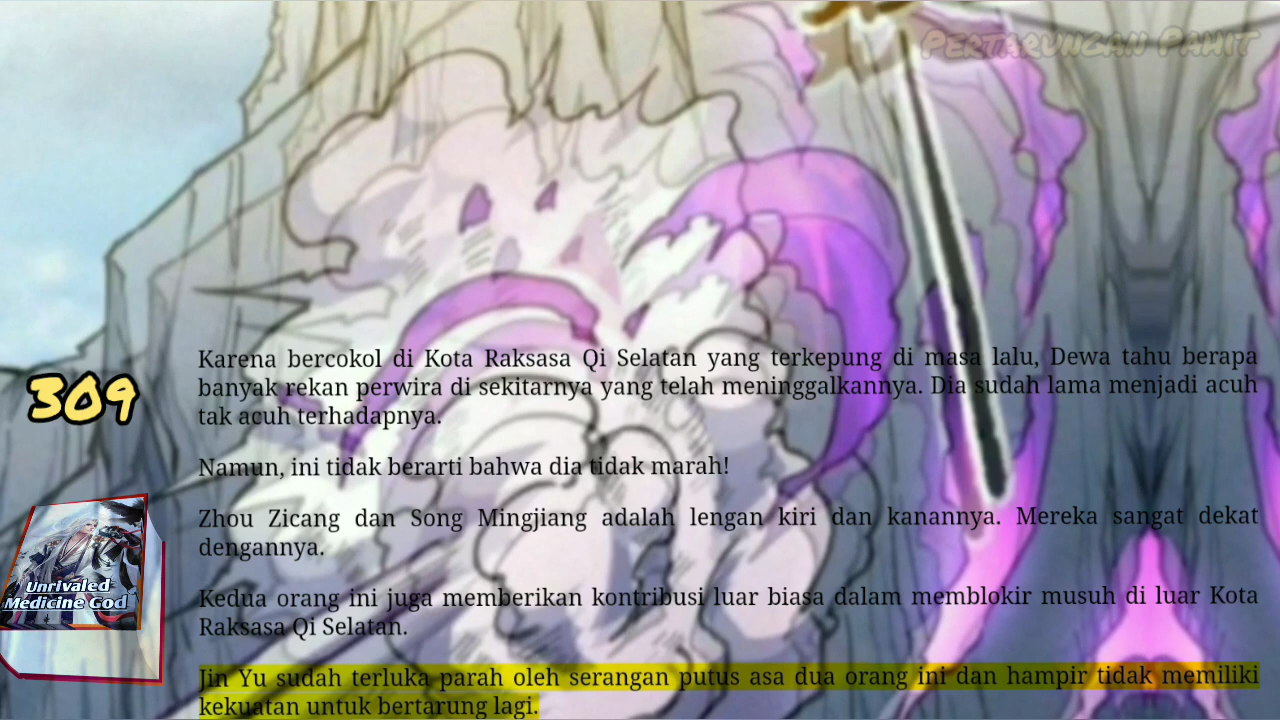 Pertarungan Pahit
Karena bercokol di Kota Raksasa Qi Selatan yang terkepung di masa lalu, Dewa tahu berapa
banyak rekan perwira di sekitarnya yang telah meninggalkannya. Dia sudah lama menjadi acuh
tak acuh terhadapnya.
309
Namun, ini tidak berarti bahwa dia tidak marah!
Zhou Zicang dan Song Mingjiang adalah lengan kiri dan kanannya. Mereka sangat dekat
dengannya.
Unrivaled
Medicine God
Kedua orang ini juga memberikan kontribusi luar biasa dalam memblokir musuh di luar Kota
Raksasa Qi Selatan.
Jin Yu sudah terluka parah oleh serangan putus asa dua orang ini dan hampir tidak memiliki
kekuatan untuk bertarung lagi.